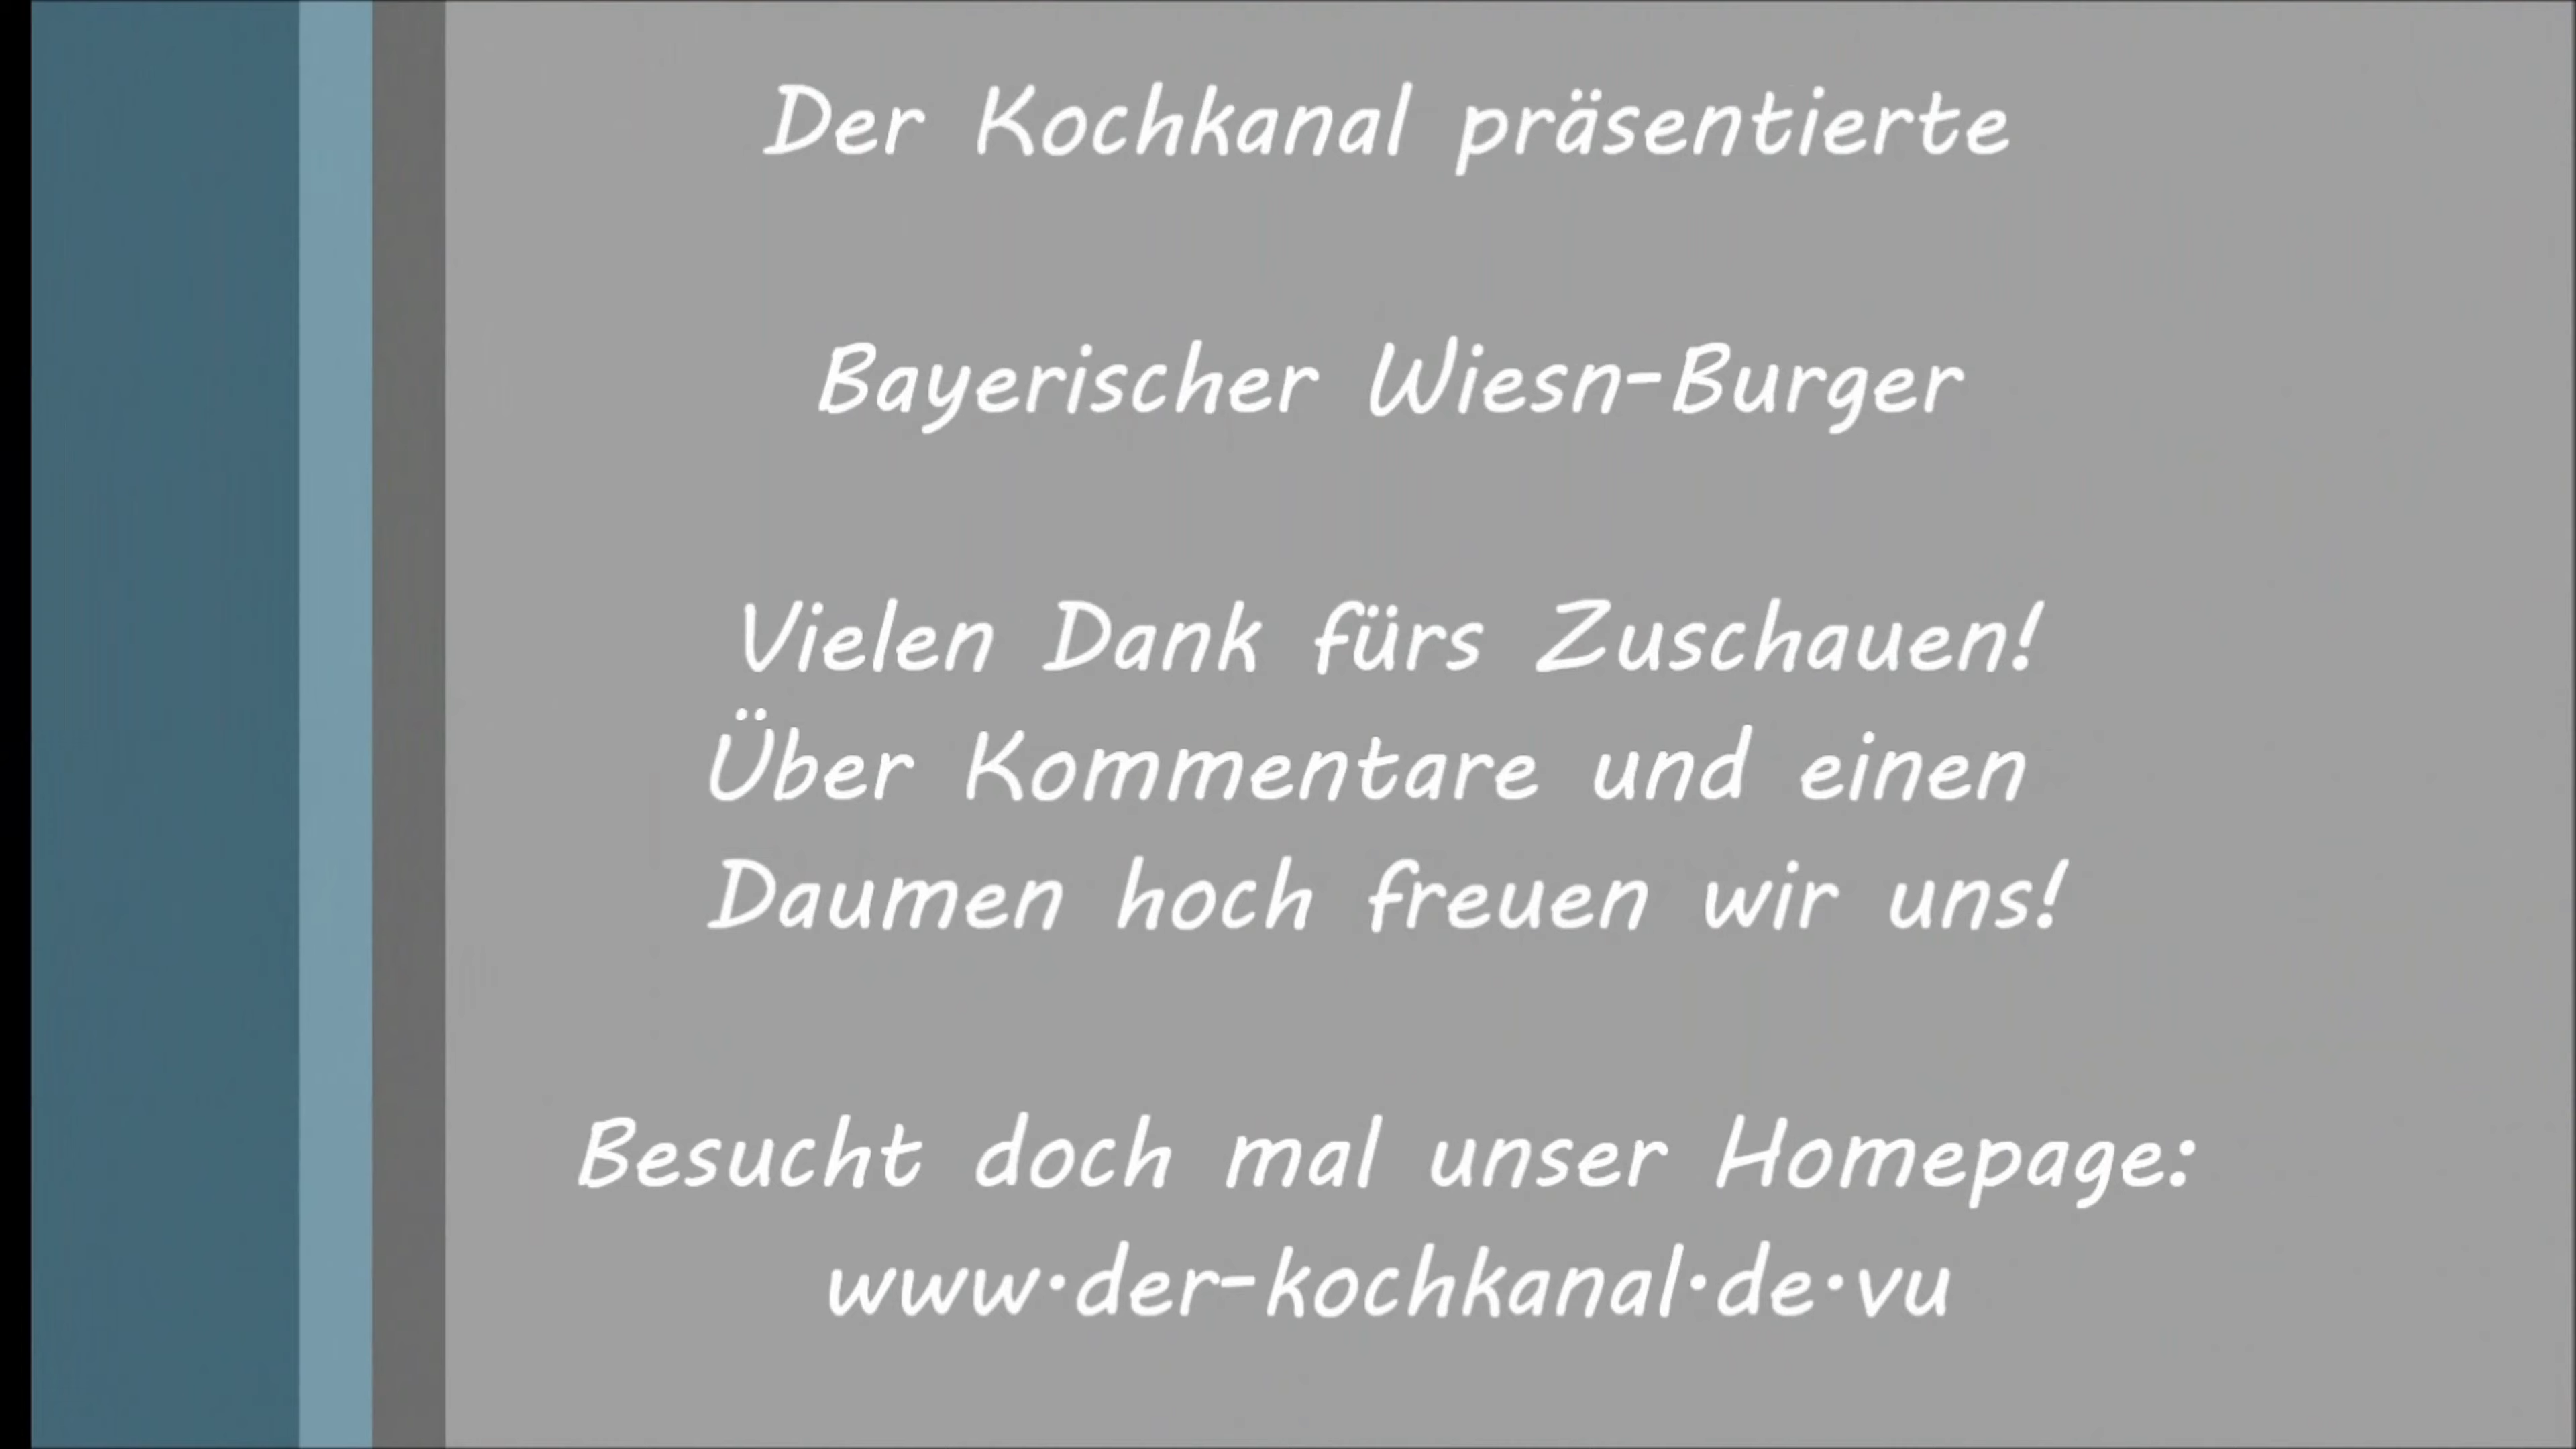 Der Kochkanal präsentierte
Bayerischer Wiesn-Burger
Vielen Dank fürs Zuschauen!
Über Kommentare und einen
Daumen hoch freuen wir uns!
Besucht doch mal unser Homepage:
www.der-kochkanal.de.vu